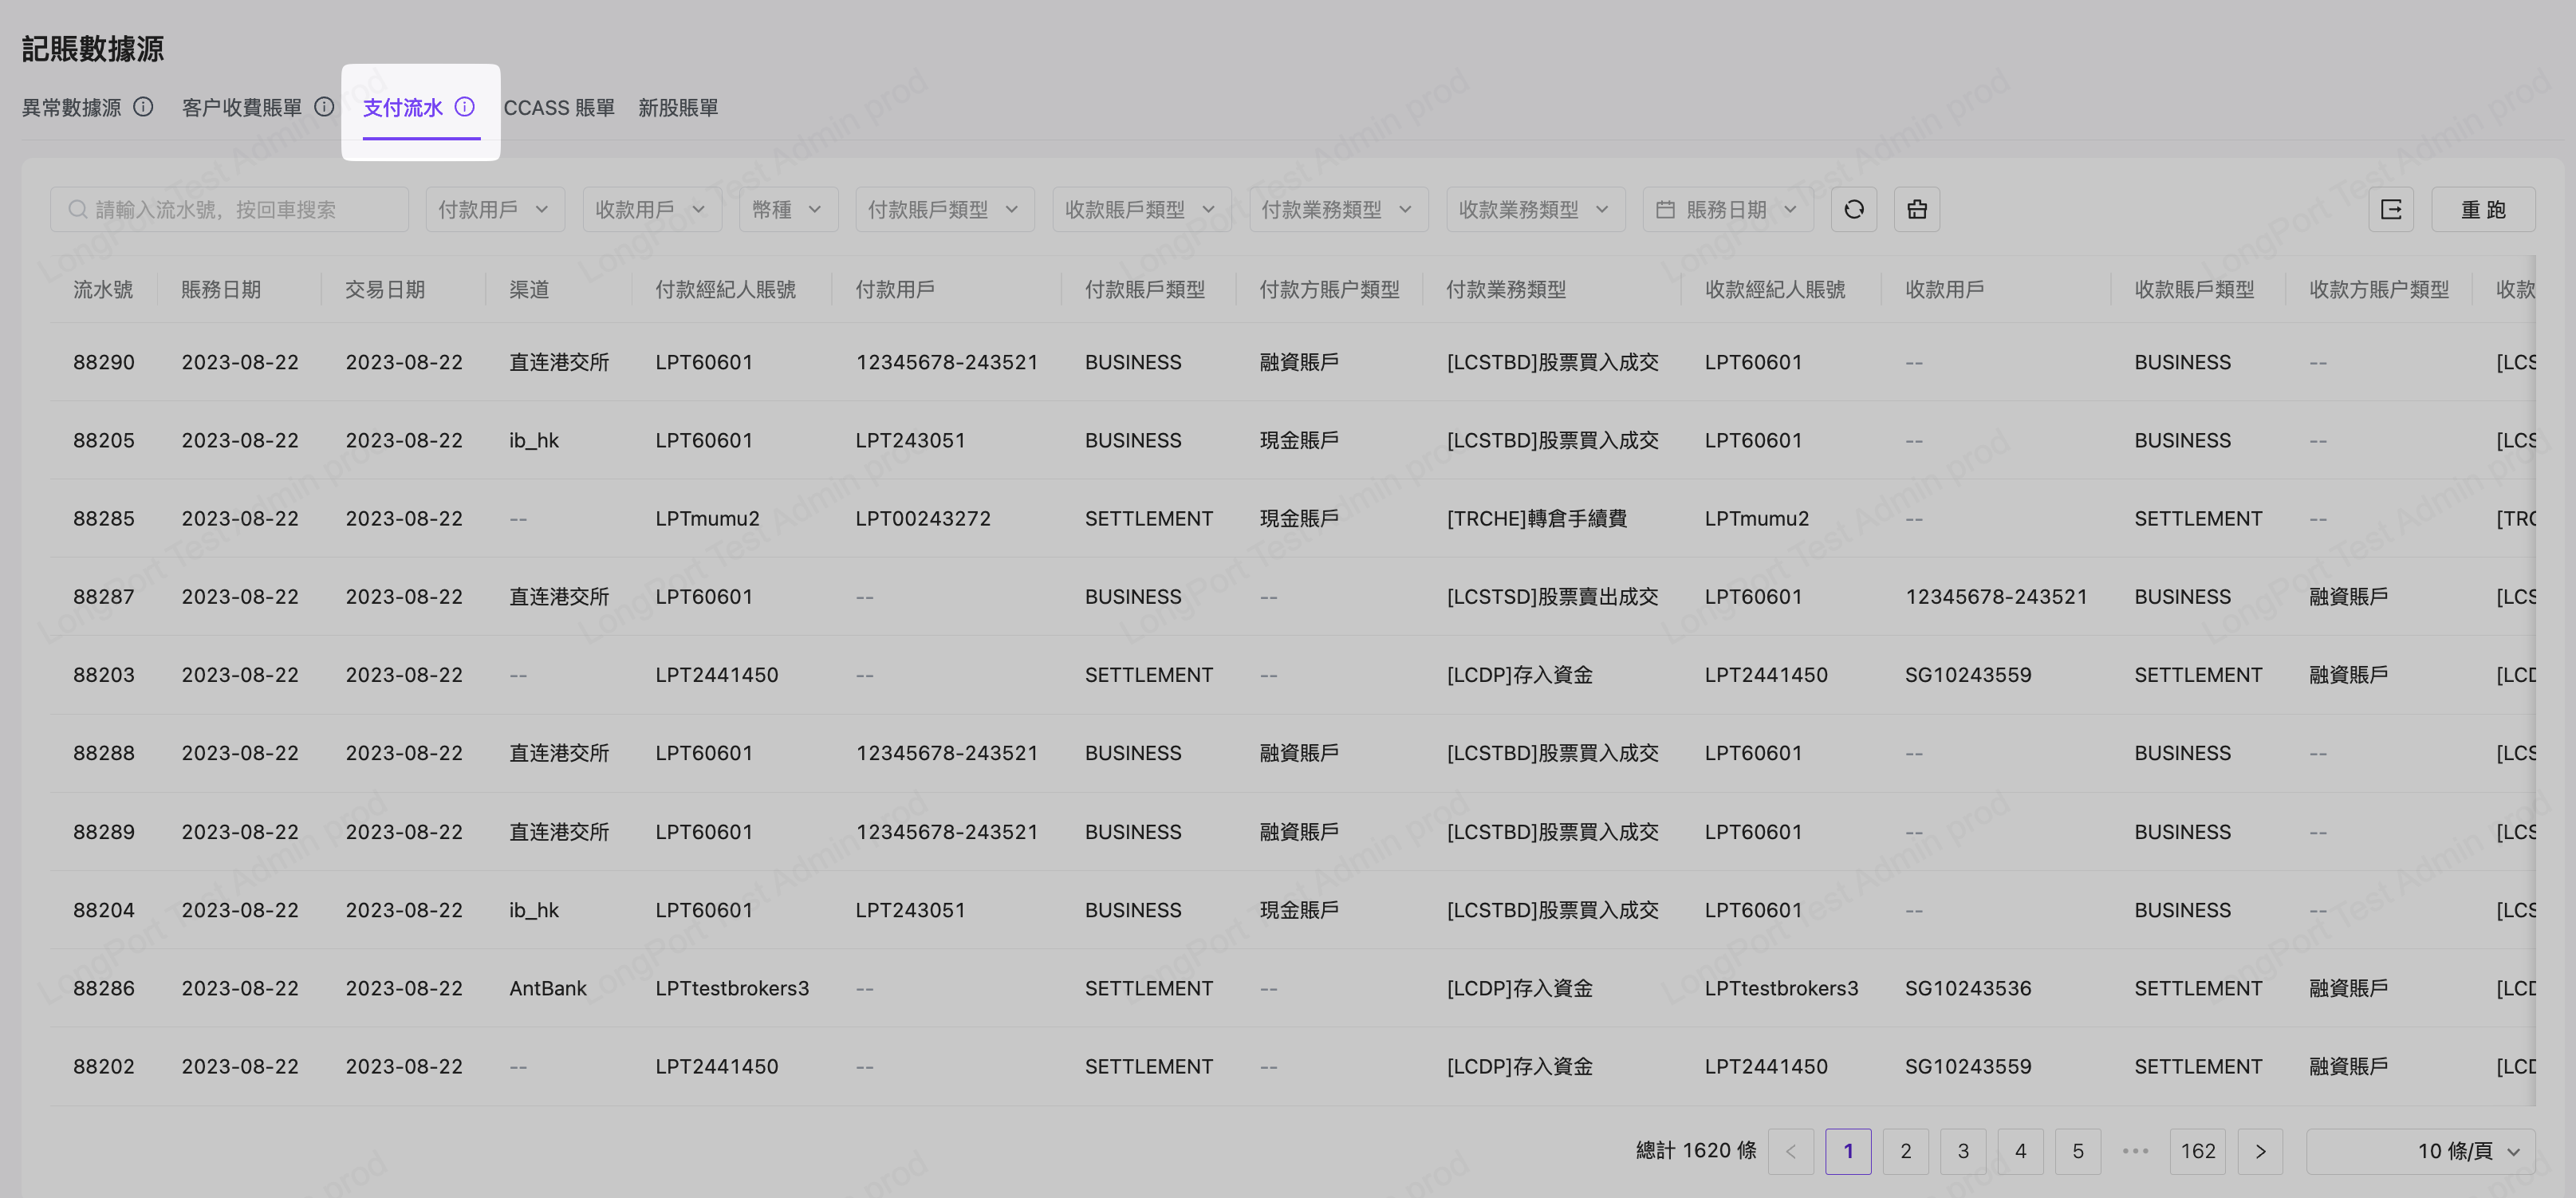 記賬數據源
異常數據源 客户收費賬單 支付流水 CCASS 賬單 新股賬單
請輸入流水號，按回車搜索 付款用戶 收款用戶 幣種 付款賬戶類型 收款賬戶類型 付款業務類型 收款業務類型 賬務日期 重 跑
流水號 賬務日期 交易日期 渠道 付款經紀人賬號 付款用戶 付款賬戶類型 付款方賬户類型 付款業務類型 收款經紀人賬號 收款用戶 收款賬戶類型 收款方賬户類型 收款
88290 2023-08-22 2023-08-22 直连港交所 LPT60601 12345678-243521 BUSINESS 融資賬戶 [LCSTBD]股票買入成交 LPT60601 -- BUSINESS -- [LCS
88205 2023-08-22 2023-08-22 ib_hk LPT60601 LPT243051 BUSINESS 現金賬戶 [LCSTBD]股票買入成交 LPT60601 -- BUSINESS -- [LCS
88285 2023-08-22 2023-08-22 -- LPTmumu2 LPT00243272 SETTLEMENT 現金賬戶 [TRCHE]轉倉手續費 LPTmumu2 -- SETTLEMENT -- [TRC
88287 2023-08-22 2023-08-22 直连港交所 LPT60601 -- BUSINESS -- [LCSTSD]股票賣出成交 LPT60601 12345678-243521 BUSINESS 融資賬戶 [LCS
88203 2023-08-22 2023-08-22 -- LPT2441450 -- SETTLEMENT -- [LCDP]存入資金 LPT2441450 SG10243559 SETTLEMENT 融資賬戶 [LCD
88288 2023-08-22 2023-08-22 直连港交所 LPT60601 12345678-243521 BUSINESS 融資賬戶 [LCSTBD]股票買入成交 LPT60601 -- BUSINESS -- [LCS
88289 2023-08-22 2023-08-22 直连港交所 LPT60601 12345678-243521 BUSINESS 融資賬戶 [LCSTBD]股票買入成交 LPT60601 -- BUSINESS -- [LCS
88204 2023-08-22 2023-08-22 ib_hk LPT60601 LPT243051 BUSINESS 現金賬戶 [LCSTBD]股票買入成交 LPT60601 -- BUSINESS -- [LCS
88286 2023-08-22 2023-08-22 AntBank LPTtestbrokers3 -- SETTLEMENT -- [LCDP]存入資金 LPTtestbrokers3 SG10243536 SETTLEMENT 融資賬戶 [LCD
88202 2023-08-22 2023-08-22 -- LPT2441450 -- SETTLEMENT -- [LCDP]存入資金 LPT2441450 SG10243559 SETTLEMENT 融資賬戶 [LCD
總計 1620 條 < 1 2 3 4 5 ••• 162 > 10 條/頁
LongPort Test Admin prod